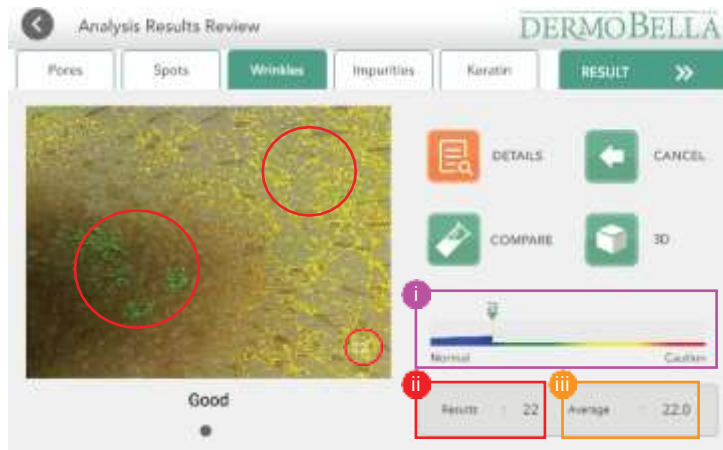 Analysis Results Review
DERMOBELLA
Pores
Spots
Wrinkles
Impurities
Keratin
RESULT
DETAILS
CANCEL
COMPARE
3D
i
Normal
Caution
Good
ii
iii
Results : 22
Average : 22.0